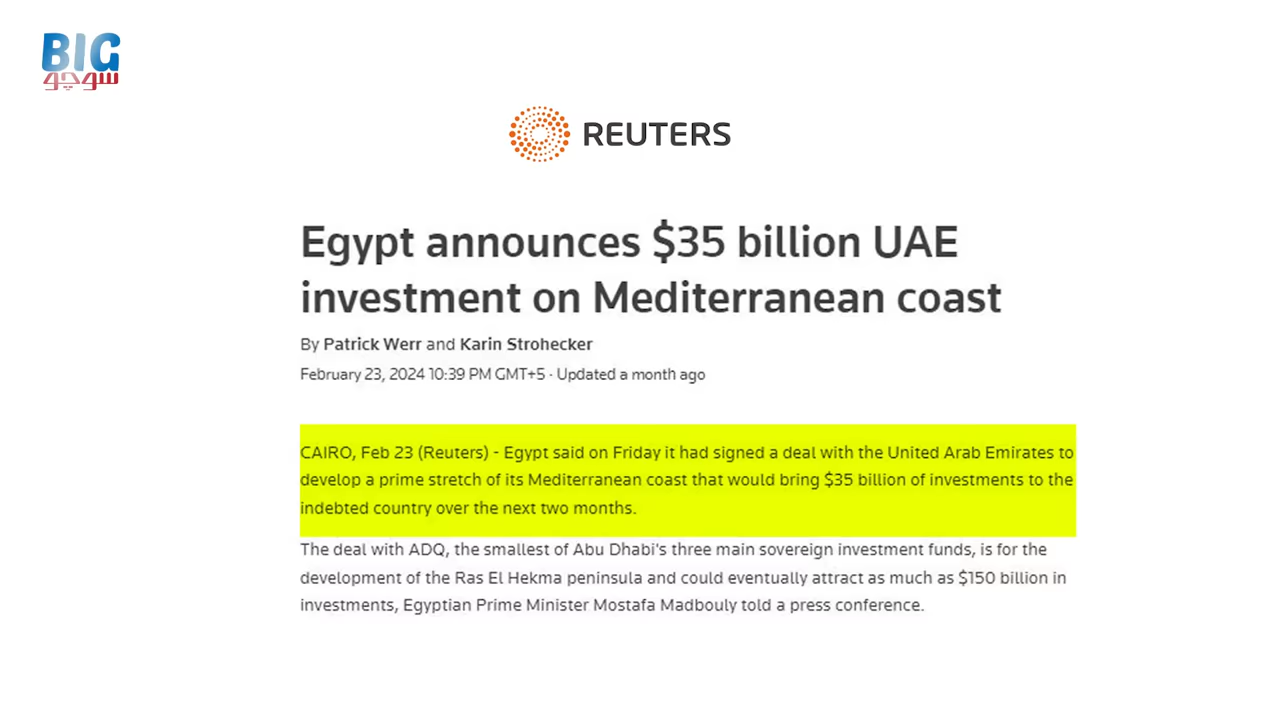 BIG
سوچو
REUTERS
Egypt announces $35 billion UAE
investment on Mediterranean coast
By Patrick Werr and Karin Strohecker
February 23, 2024 10:39 PM GMT+5 · Updated a month ago
CAIRO, Feb 23 (Reuters) - Egypt said on Friday it had signed a deal with the United Arab Emirates to
develop a prime stretch of its Mediterranean coast that would bring $35 billion of investments to the
indebted country over the next two months.
The deal with ADQ, the smallest of Abu Dhabi's three main sovereign investment funds, is for the
development of the Ras El Hekma peninsula and could eventually attract as much as $150 billion in
investments, Egyptian Prime Minister Mostafa Madbouly told a press conference.